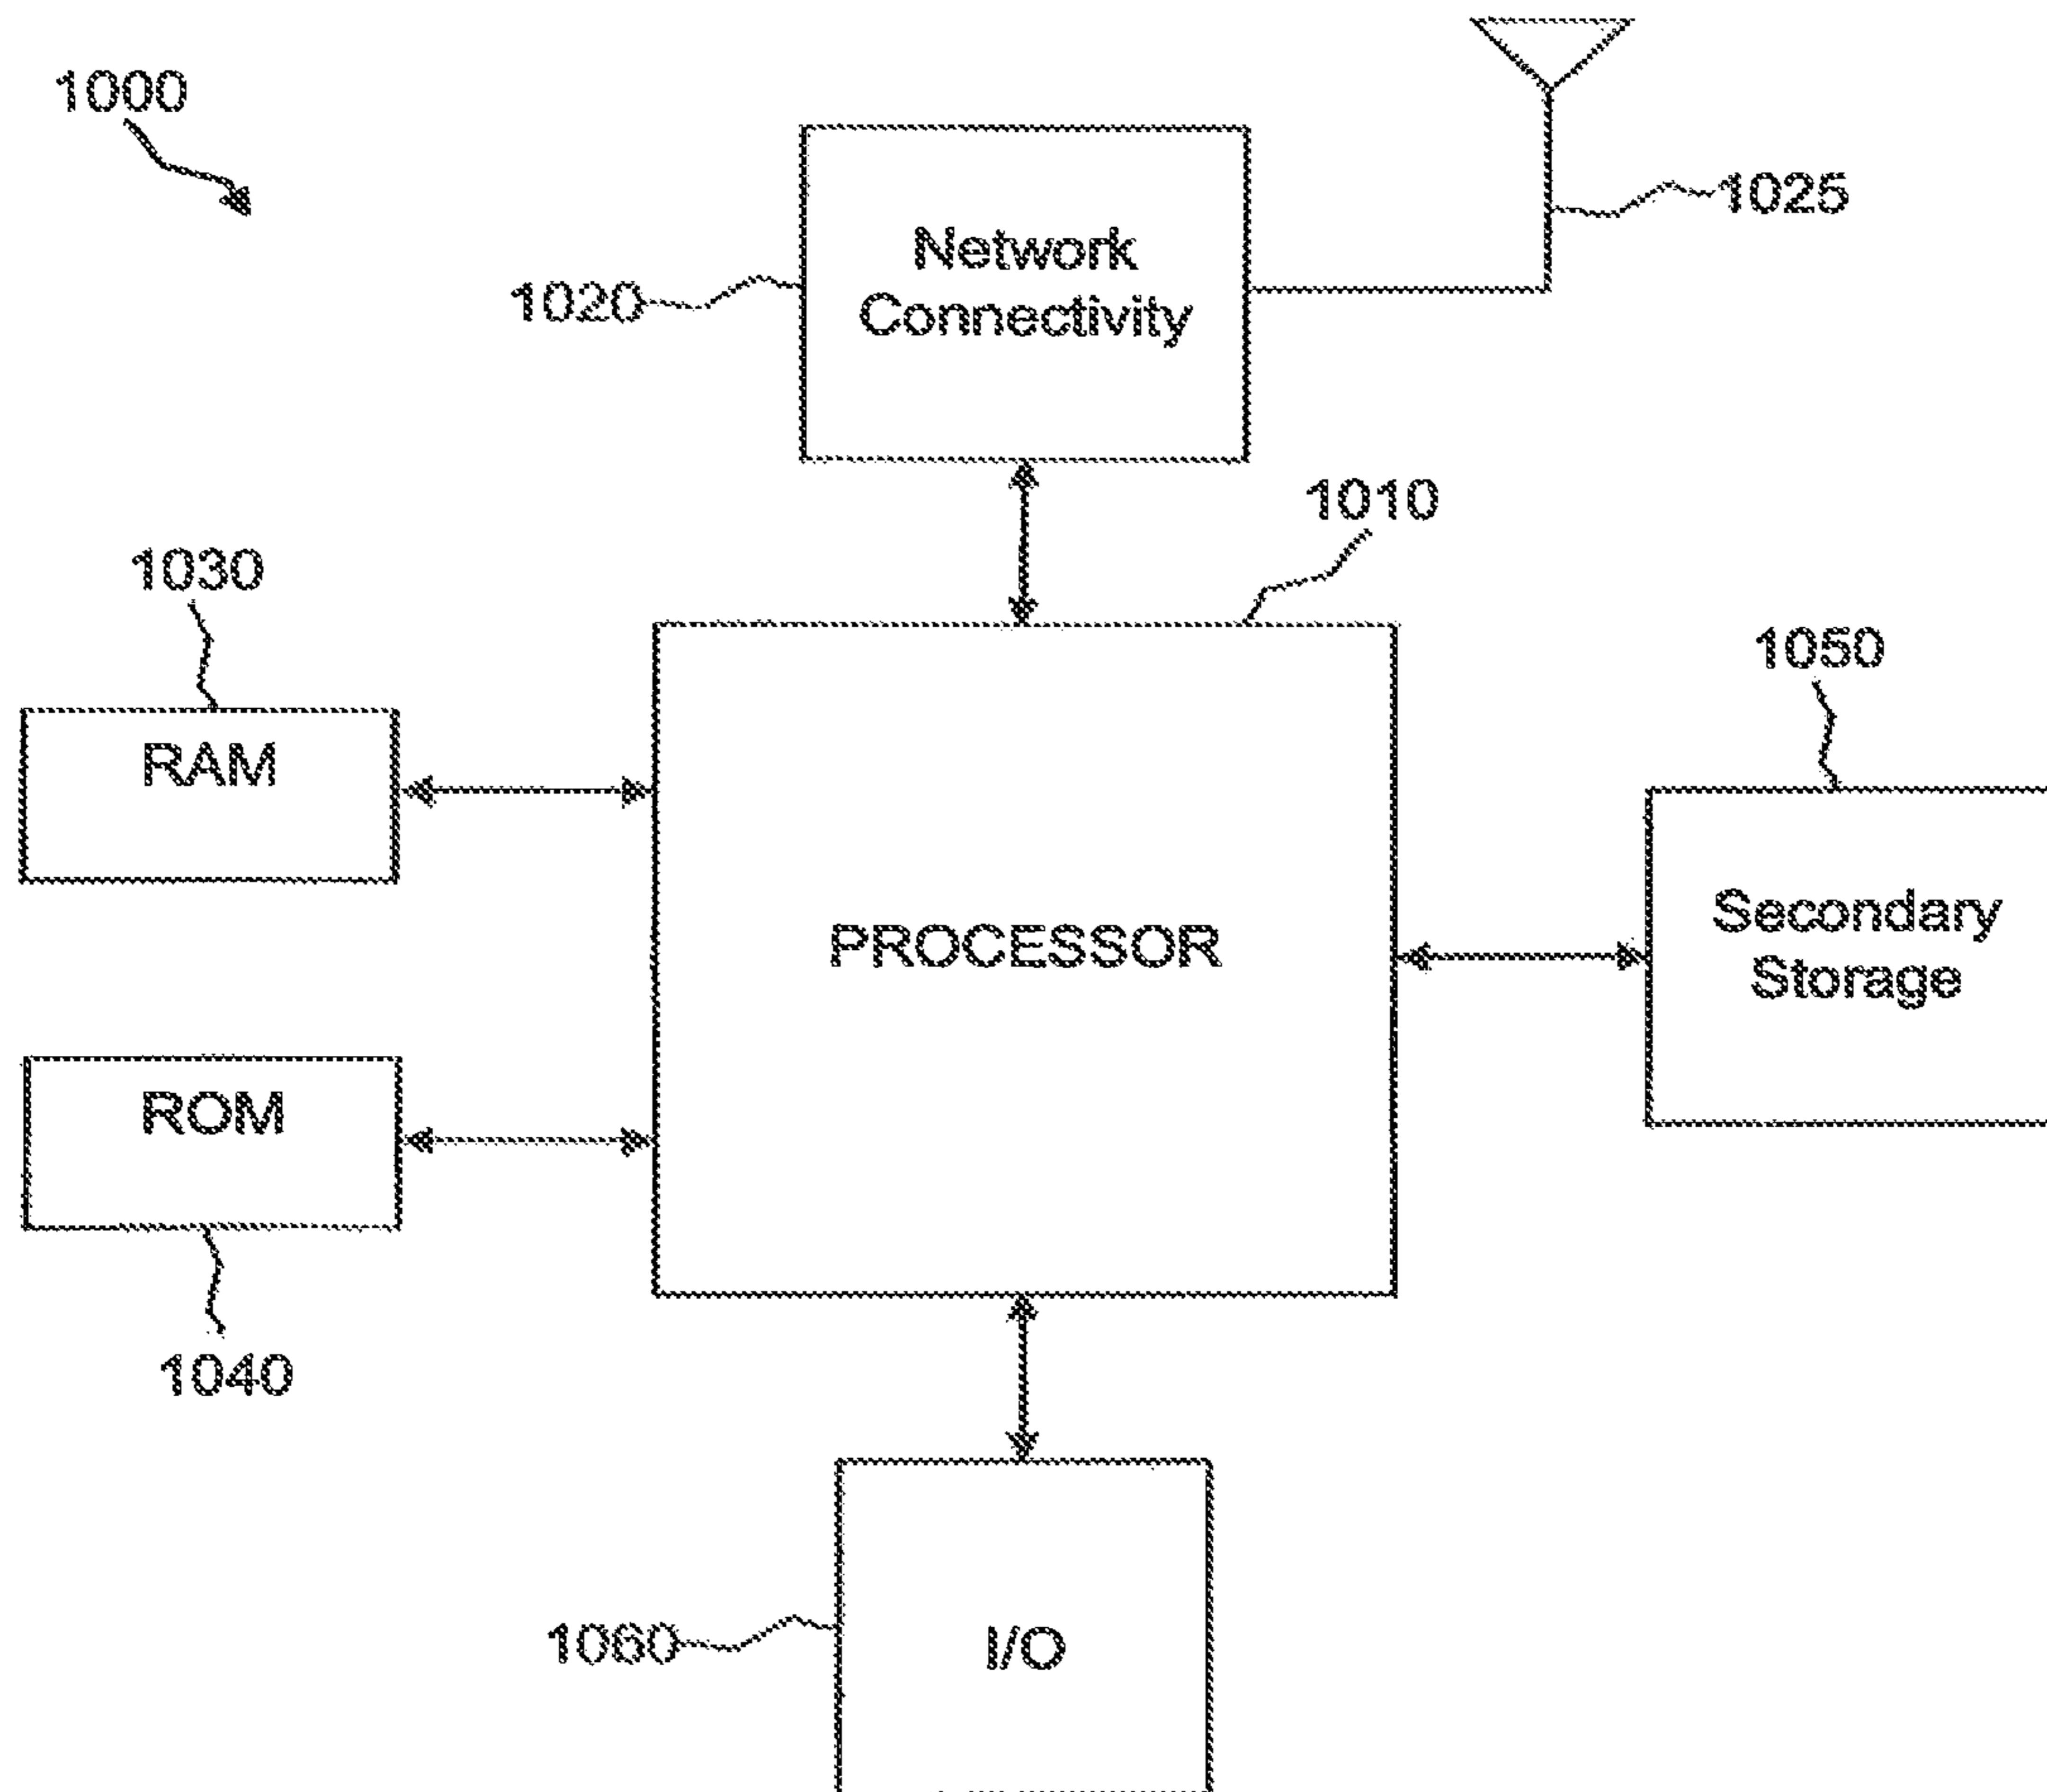 1000
1025
Network
Connectivity
1020
1010
1030
1050
RAM
Secondary
Storage
PROCESSOR
ROM
1040
1060
I/O